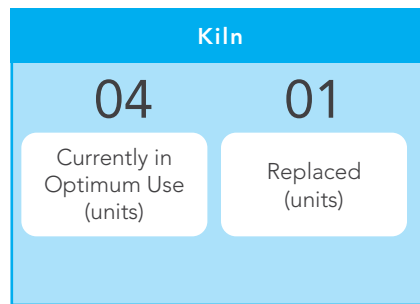 Kiln
04
Currently in
Optimum Use
(units)
01
Replaced
(units)